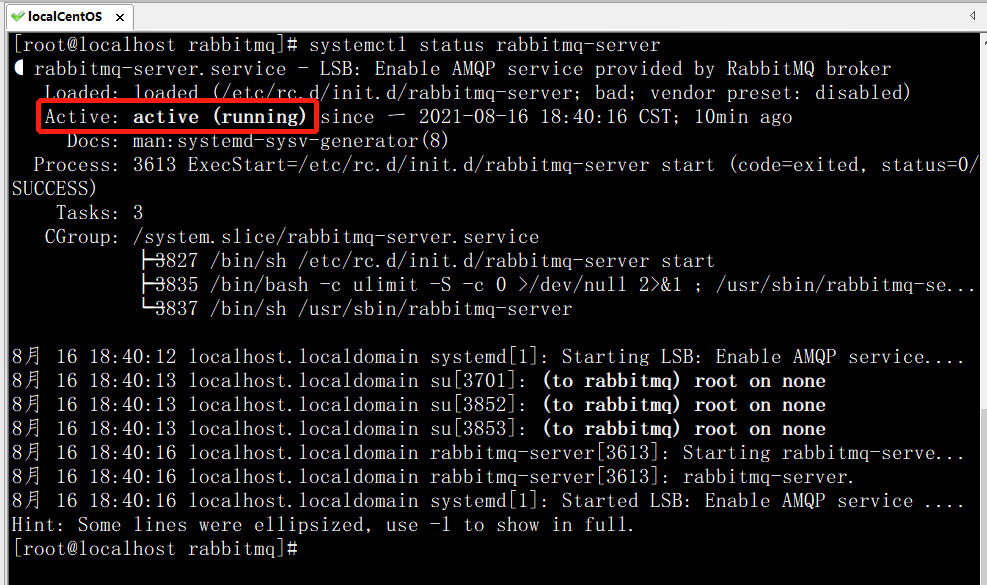 localCentOS ×
[root@localhost rabbitmq]# systemctl status rabbitmq-server
rabbitmq-server.service - LSB: Enable AMQP service provided by RabbitMQ broker
Loaded: loaded (/etc/rc.d/init.d/rabbitmq-server; bad; vendor preset: disabled)
Active: active (running) since 一 2021-08-16 18:40:16 CST; 10min ago
Docs: man:systemd-sysv-generator(8)
Process: 3613 ExecStart=/etc/rc.d/init.d/rabbitmq-server start (code=exited, status=0/
SUCCESS)
Tasks: 3
CGroup: /system.slice/rabbitmq-server.service
├─3827 /bin/sh /etc/rc.d/init.d/rabbitmq-server start
├─3835 /bin/bash -c ulimit -S -c 0 >/dev/null 2>&1 ; /usr/sbin/rabbitmq-se...
└─3837 /bin/sh /usr/sbin/rabbitmq-server
8月 16 18:40:12 localhost.localdomain systemd[1]: Starting LSB: Enable AMQP service....
8月 16 18:40:13 localhost.localdomain su[3701]: (to rabbitmq) root on none
8月 16 18:40:13 localhost.localdomain su[3852]: (to rabbitmq) root on none
8月 16 18:40:13 localhost.localdomain su[3853]: (to rabbitmq) root on none
8月 16 18:40:16 localhost.localdomain rabbitmq-server[3613]: Starting rabbitmq-serve...
8月 16 18:40:16 localhost.localdomain rabbitmq-server[3613]: rabbitmq-server.
8月 16 18:40:16 localhost.localdomain systemd[1]: Started LSB: Enable AMQP service ....
Hint: Some lines were ellipsized, use -l to show in full.
[root@localhost rabbitmq]#